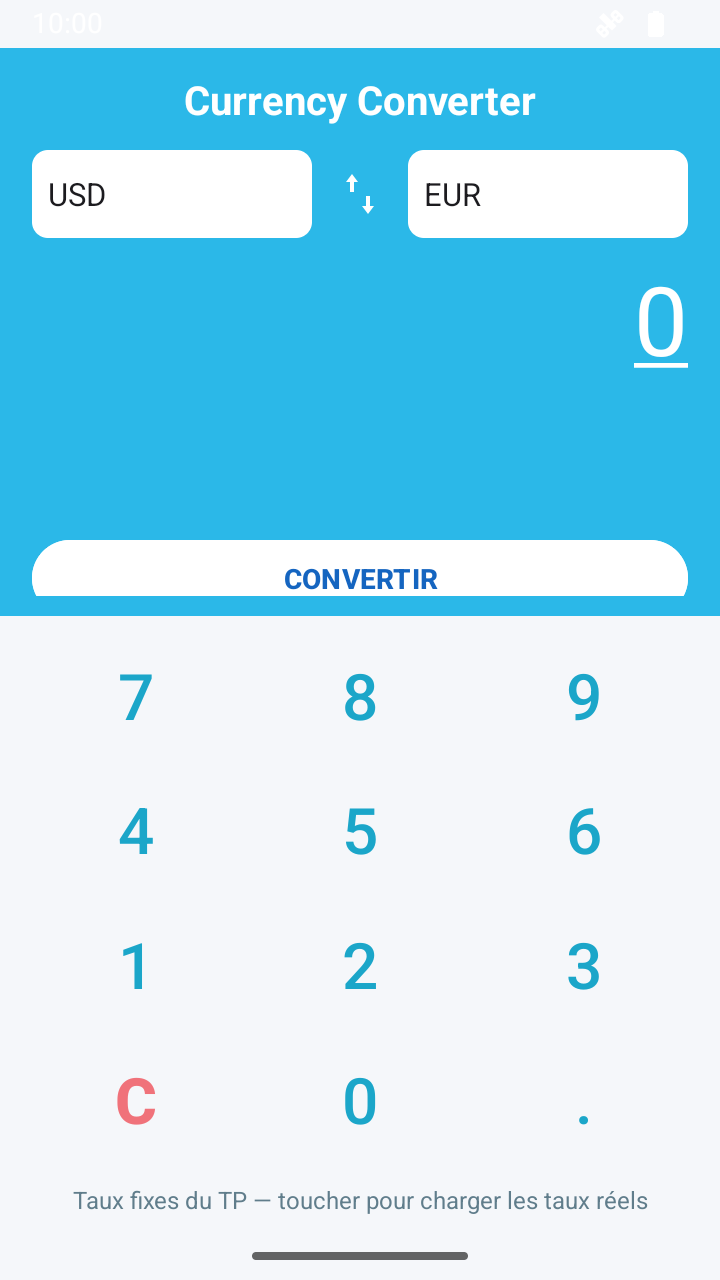 10:00
Currency Converter
USD
EUR
0
CONVERTIR
7 8 9
4 5 6
1 2 3
C 0 .
Taux fixes du TP — toucher pour charger les taux réels